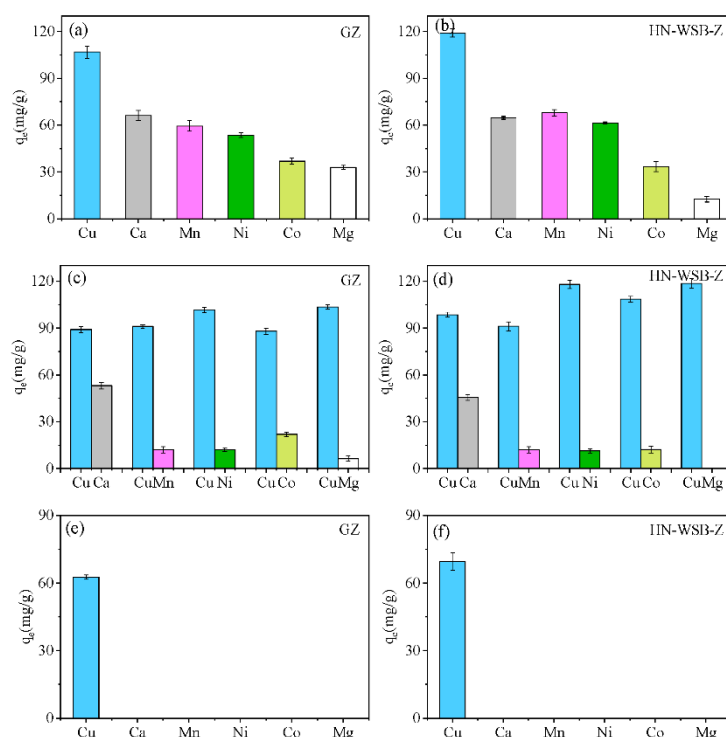 (a) GZ
120
90
60
30
0
qe(mg/g)
Cu Ca Mn Ni Co Mg
(b) HN-WSB-Z
120
90
60
30
0
qe(mg/g)
Cu Ca Mn Ni Co Mg
(c) GZ
120
90
60
30
0
qe(mg/g)
Cu Ca CuMn Cu Ni Cu Co CuMg
(d) HN-WSB-Z
120
90
60
30
0
qe(mg/g)
Cu Ca CuMn Cu Ni Cu Co CuMg
(e) GZ
90
60
30
0
qe(mg/g)
Cu Ca Mn Ni Co Mg
(f) HN-WSB-Z
90
60
30
0
qe(mg/g)
Cu Ca Mn Ni Co Mg